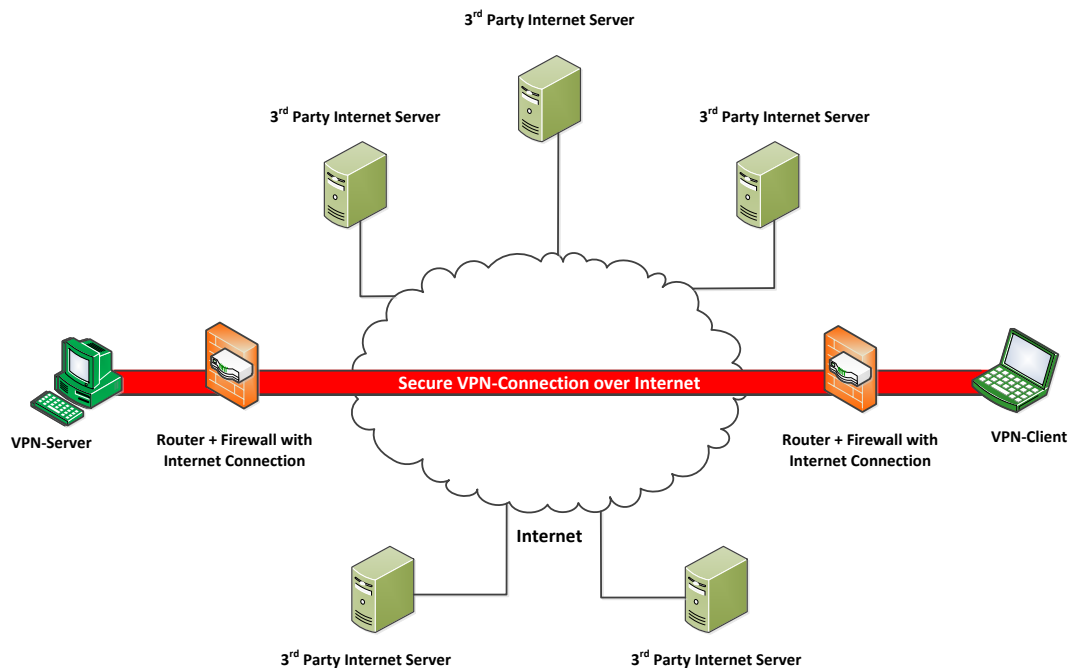 3rd Party Internet Server
3rd Party Internet Server
3rd Party Internet Server
Secure VPN-Connection over Internet
VPN-Server
Router + Firewall with
Internet Connection
Router + Firewall with
Internet Connection
VPN-Client
Internet
3rd Party Internet Server
3rd Party Internet Server